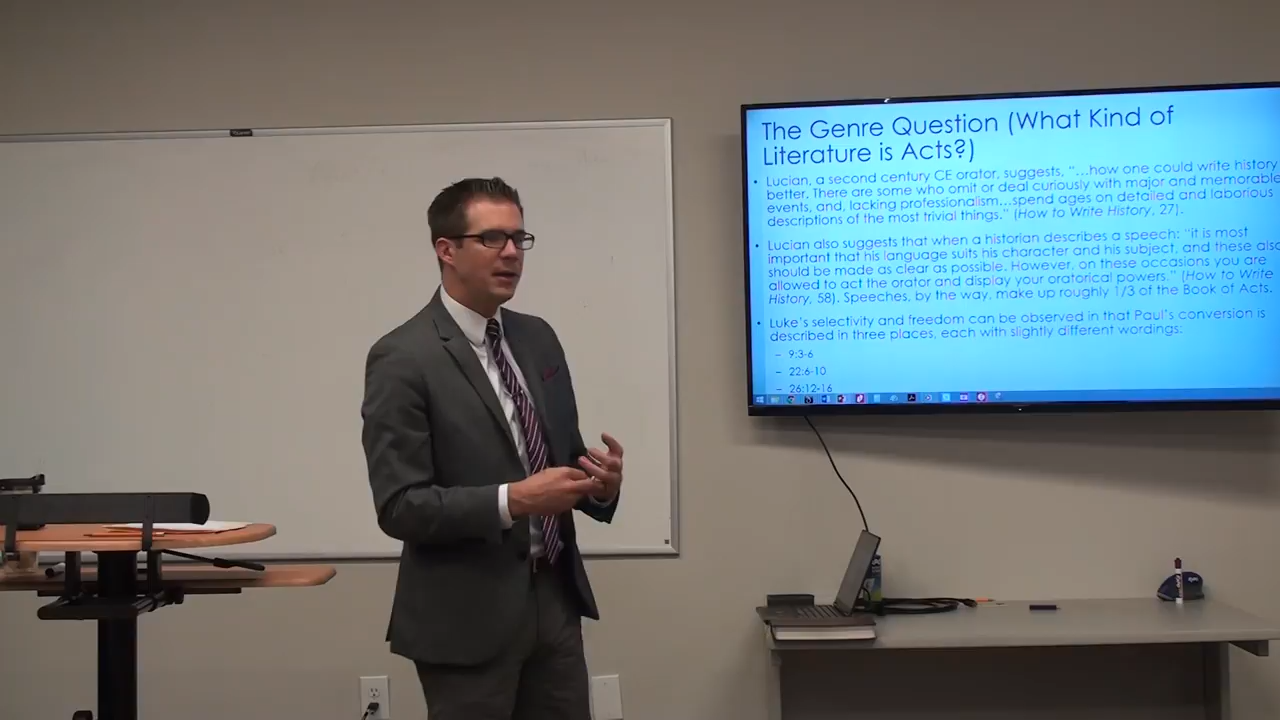 The Genre Question (What Kind of
Literature is Acts?)
• Lucian, a second century CE orator, suggests, "...how one could write history
better. There are some who omit or deal curiously with major and memorable
events, and, lacking professionalism...spend ages on detailed and laborious
descriptions of the most trivial things." (How to Write History, 27).
• Lucian also suggests that when a historian describes a speech: "it is most
important that his language suits his character and his subject, and these also
should be made as clear as possible. However, on these occasions you are
allowed to act the orator and display your oratorical powers." (How to Write
History, 58). Speeches, by the way, make up roughly 1/3 of the Book of Acts.
• Luke's selectivity and freedom can be observed in that Paul's conversion is
described in three places, each with slightly different wordings:
– 9:3-6
– 22:6-10
– 26:12-16